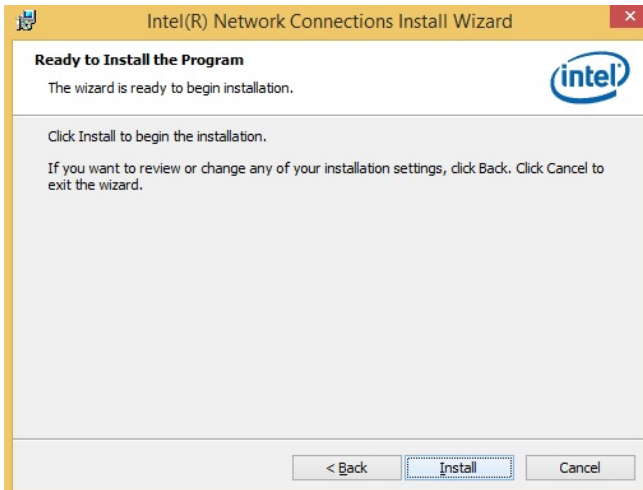 Intel(R) Network Connections Install Wizard
Ready to Install the Program
The wizard is ready to begin installation.
intel
Click Install to begin the installation.
If you want to review or change any of your installation settings, click Back. Click Cancel to
exit the wizard.
< Back Install Cancel